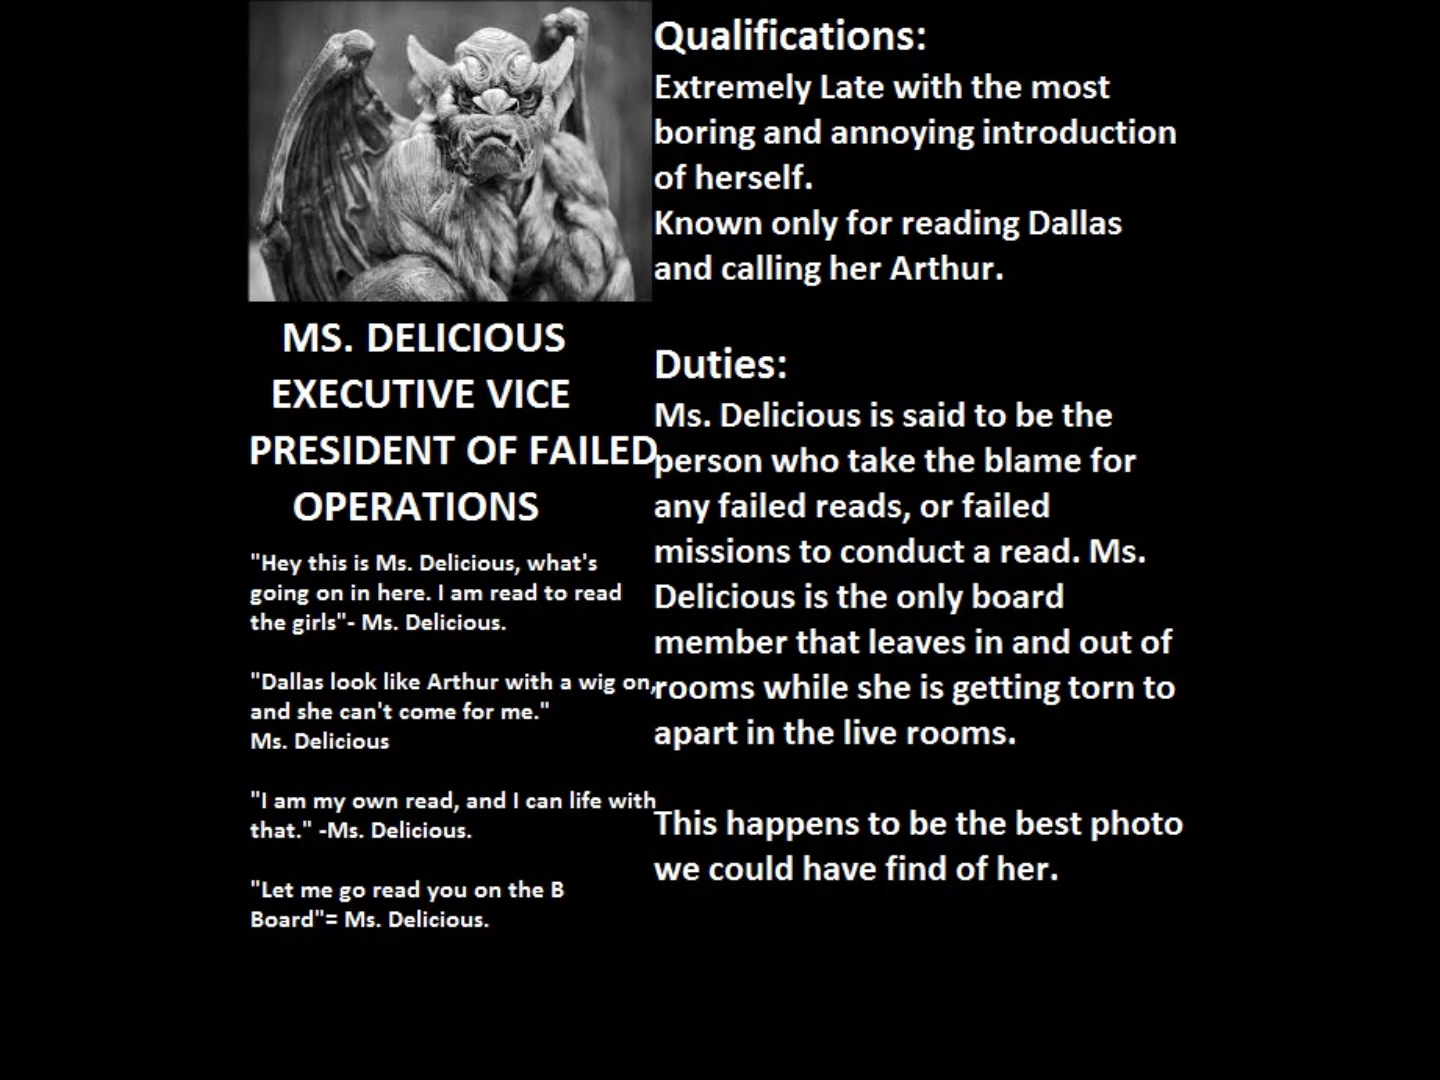 MS. DELICIOUS
EXECUTIVE VICE
PRESIDENT OF FAILED
OPERATIONS
"Hey this is Ms. Delicious, what's
going on in here. I am read to read
the girls"- Ms. Delicious.
"Dallas look like Arthur with a wig on,
and she can't come for me."
Ms. Delicious
"I am my own read, and I can life with
that." -Ms. Delicious.
"Let me go read you on the B
Board"= Ms. Delicious.
Qualifications:
Extremely Late with the most
boring and annoying introduction
of herself.
Known only for reading Dallas
and calling her Arthur.
Duties:
Ms. Delicious is said to be the
person who take the blame for
any failed reads, or failed
missions to conduct a read. Ms.
Delicious is the only board
member that leaves in and out of
rooms while she is getting torn to
apart in the live rooms.
This happens to be the best photo
we could have find of her.